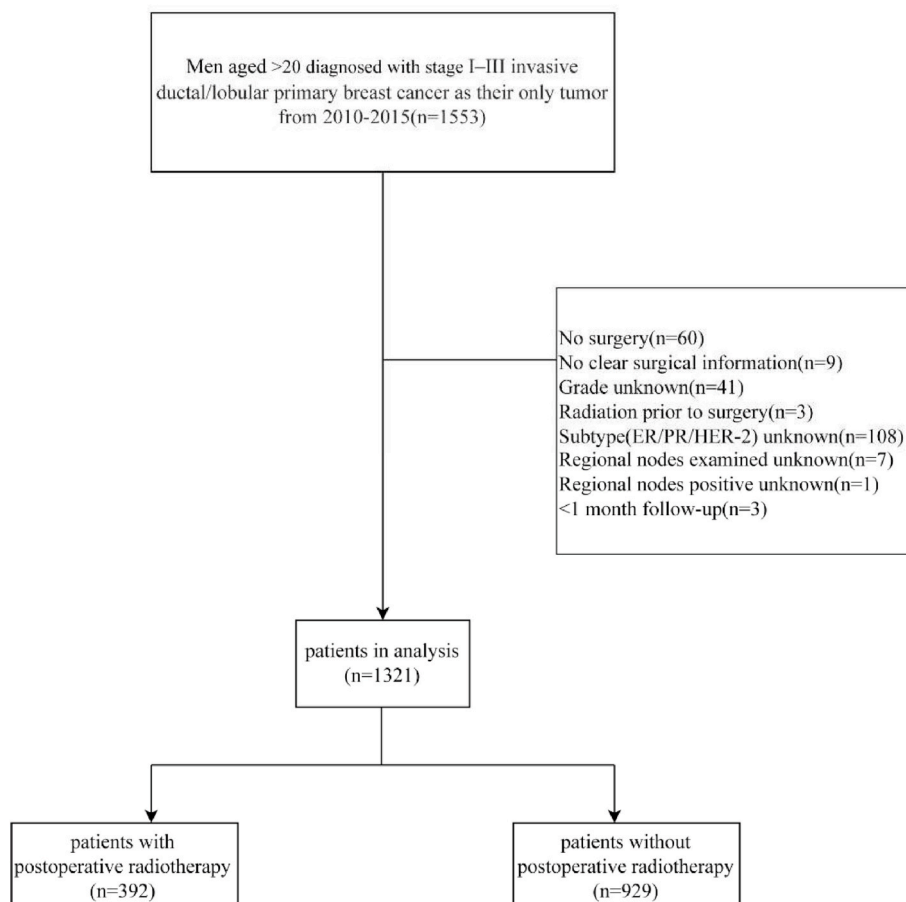 Men aged >20 diagnosed with stage I–III invasive
ductal/lobular primary breast cancer as their only tumor
from 2010-2015(n=1553)
No surgery(n=60)
No clear surgical information(n=9)
Grade unknown(n=41)
Radiation prior to surgery(n=3)
Subtype(ER/PR/HER-2) unknown(n=108)
Regional nodes examined unknown(n=7)
Regional nodes positive unknown(n=1)
<1 month follow-up(n=3)
patients in analysis
(n=1321)
patients with
postoperative radiotherapy
(n=392)
patients without
postoperative radiotherapy
(n=929)